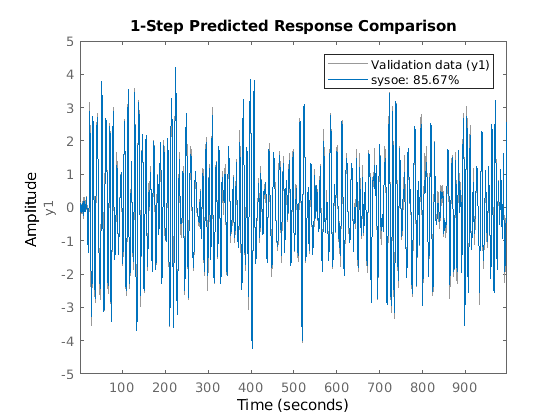 1-Step Predicted Response Comparison
Validation data (y1)
sysoe: 85.67%
Amplitude
y1
5
4
3
2
1
0
-1
-2
-3
-4
-5
100 200 300 400 500 600 700 800 900
Time (seconds)